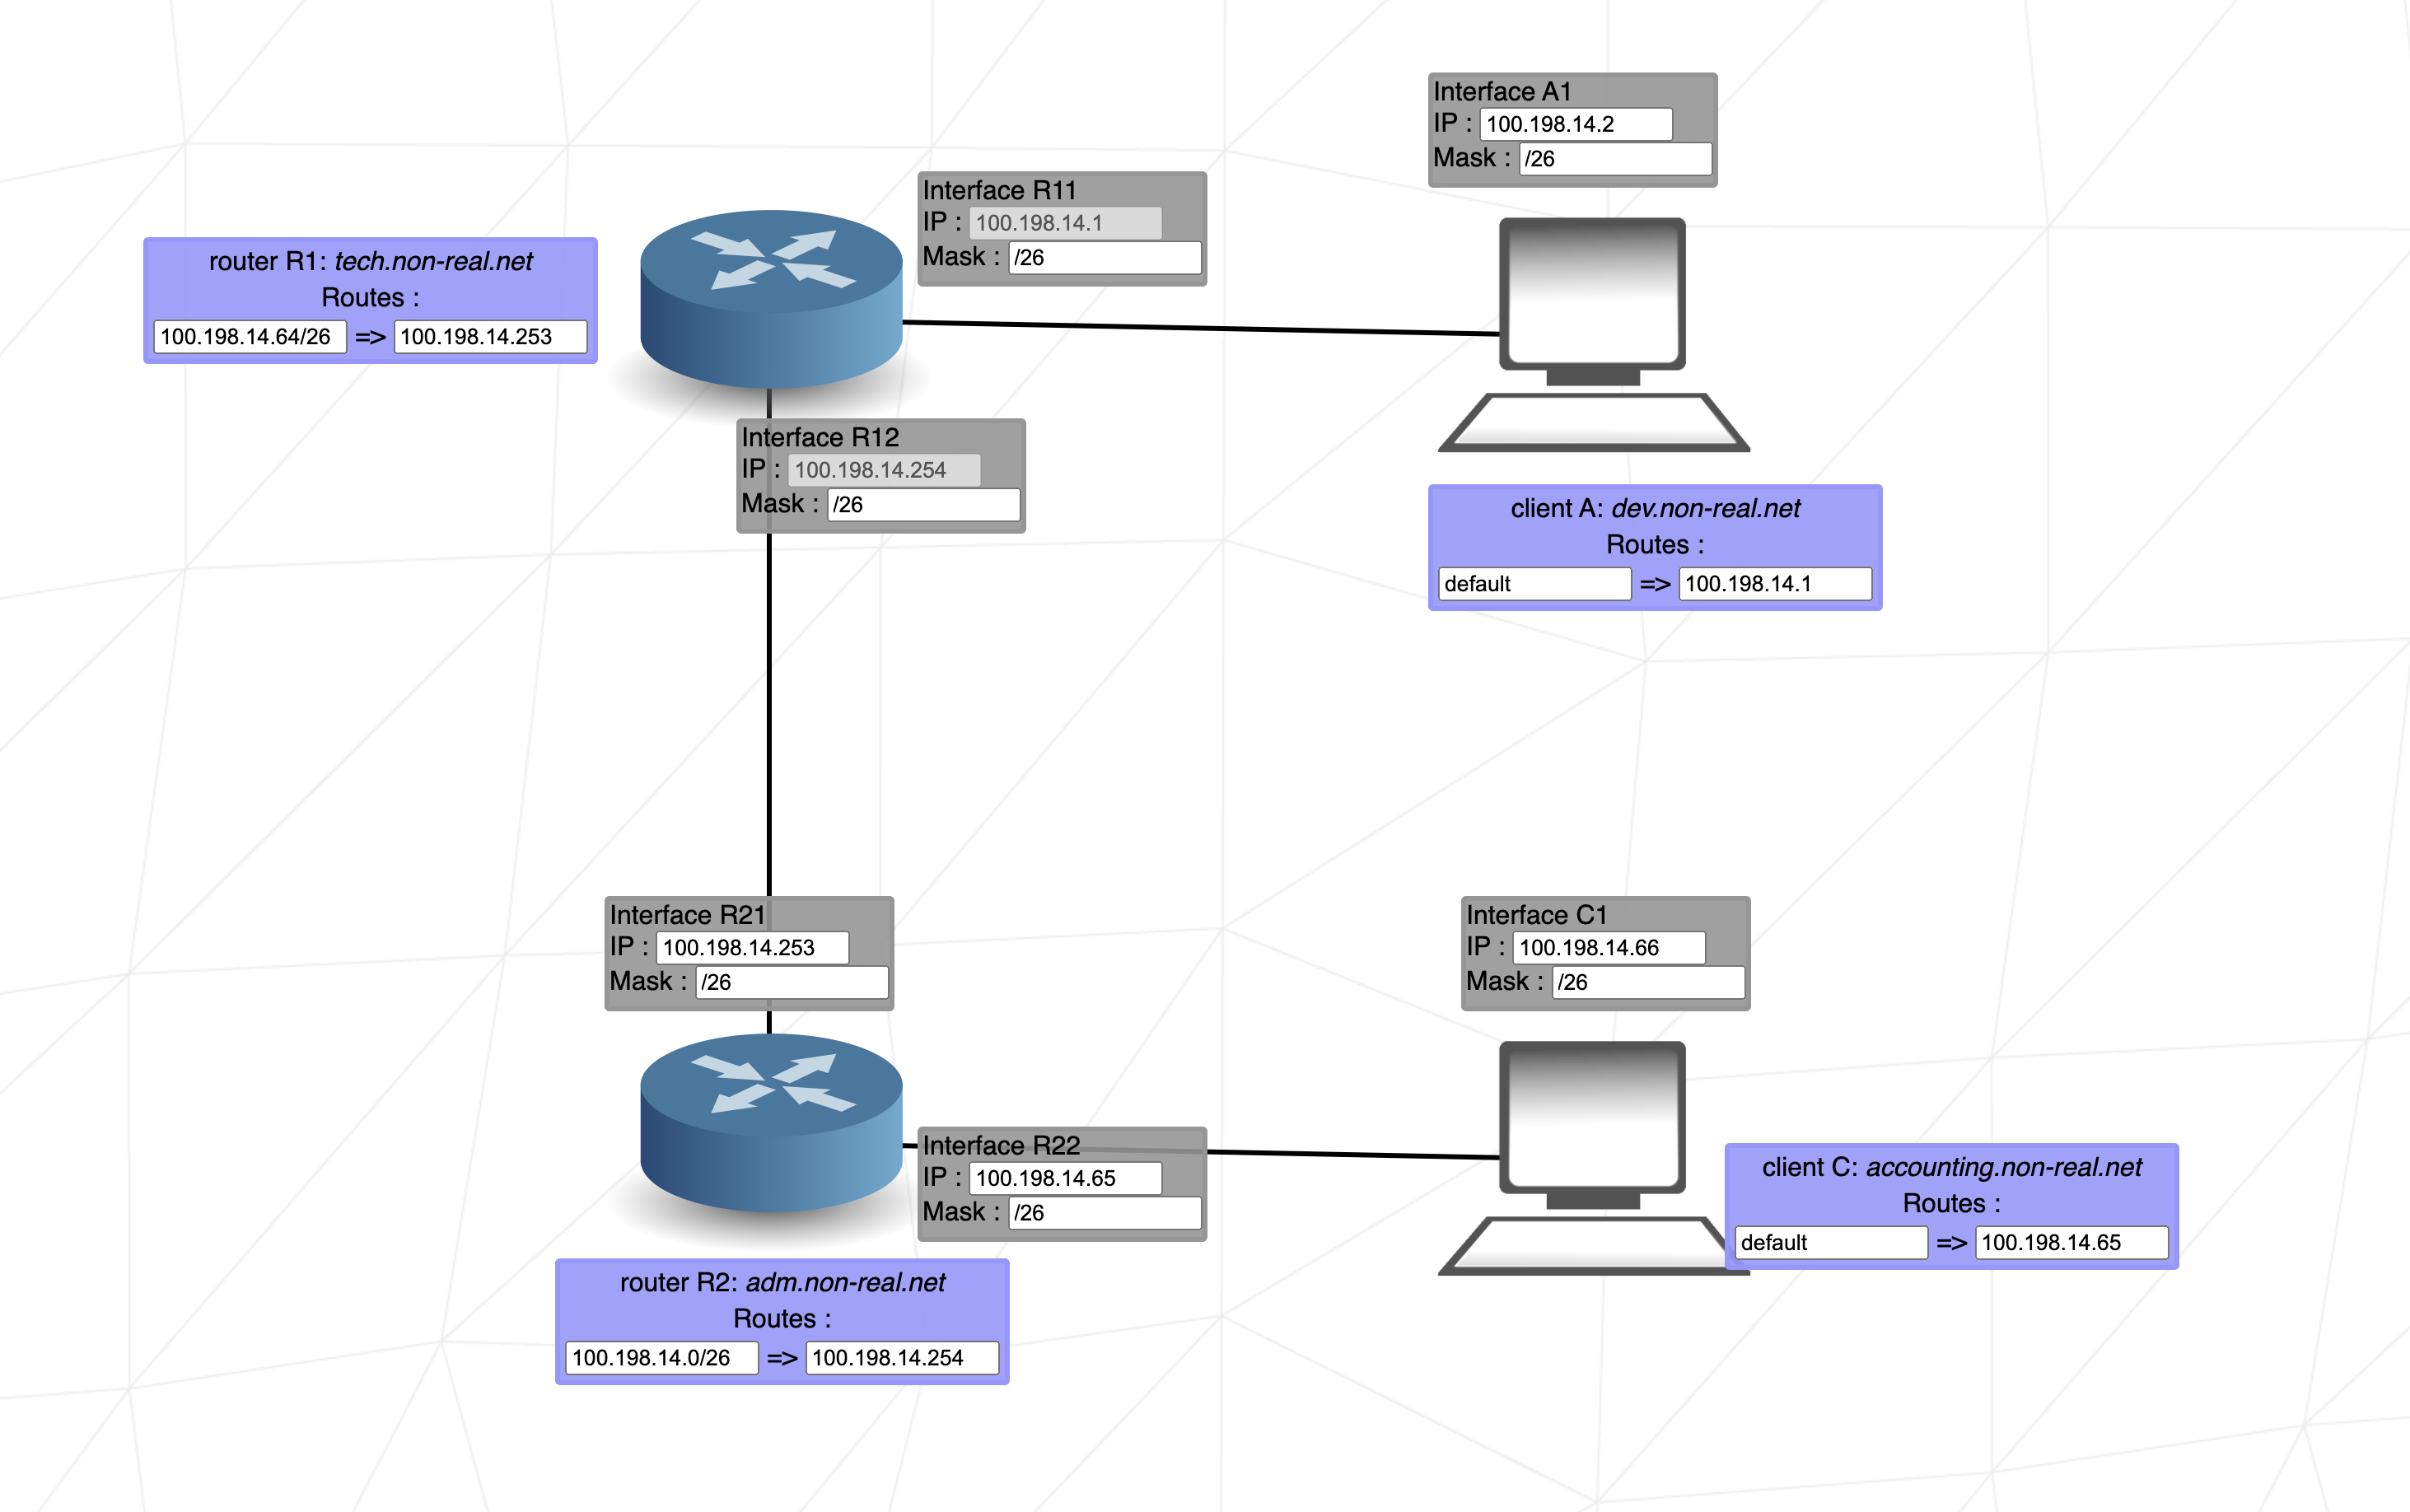 Interface A1
IP : 100.198.14.2
Mask : /26
Interface R11
IP : 100.198.14.1
Mask : /26
router R1: tech.non-real.net
Routes :
100.198.14.64/26 => 100.198.14.253
Interface R12
IP : 100.198.14.254
Mask : /26
client A: dev.non-real.net
Routes :
default => 100.198.14.1
Interface R21
IP : 100.198.14.253
Mask : /26
Interface C1
IP : 100.198.14.66
Mask : /26
Interface R22
IP : 100.198.14.65
Mask : /26
client C: accounting.non-real.net
Routes :
default => 100.198.14.65
router R2: adm.non-real.net
Routes :
100.198.14.0/26 => 100.198.14.254